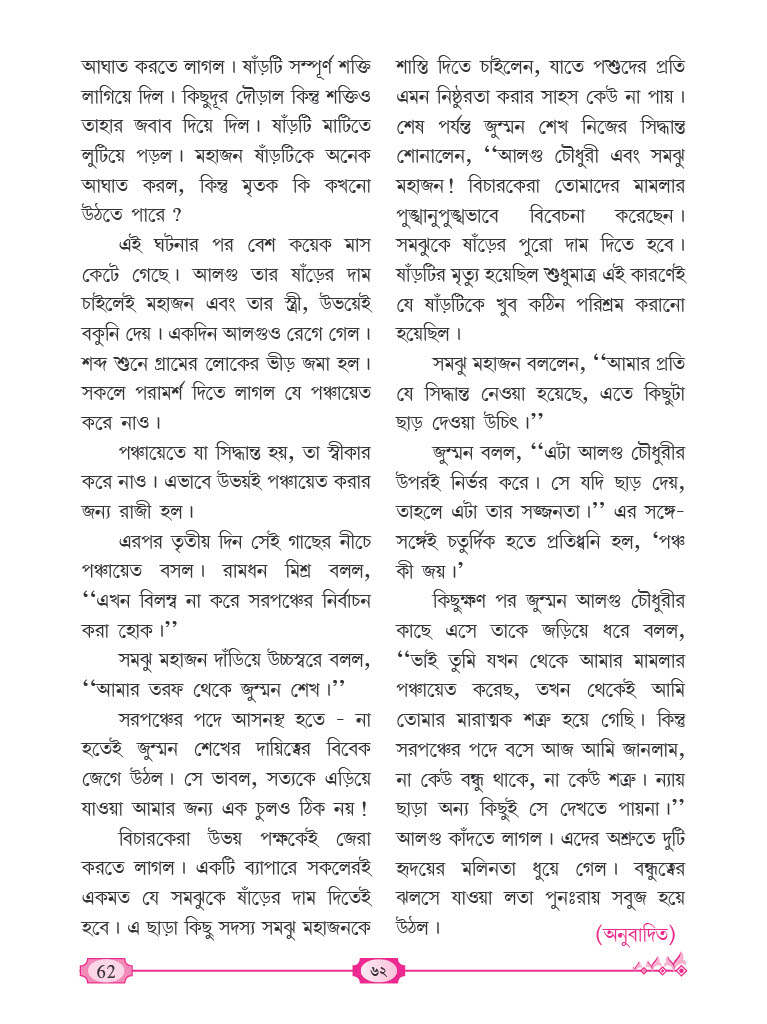 আঘাত করতে লাগল। ষাঁড়টি সম্পূর্ণ শক্তি
লাগিয়ে দিল। কিছুদূর দৌড়াল কিন্তু শক্তিও
তাহার জবাব দিয়ে দিল। ষাঁড়টি মাটিতে
লুটিয়ে পড়ল। মহাজন ষাঁড়টিকে অনেক
আঘাত করল, কিন্তু মৃতক কি কখনো
উঠতে পারে ?
এই ঘটনার পর বেশ কয়েক মাস
কেটে গেছে। আলগু তার ষাঁড়ের দাম
চাইলেই মহাজন এবং তার স্ত্রী, উভয়েই
বকুনি দেয়। একদিন আলগুও রেগে গেল।
শব্দ শুনে গ্রামের লোকের ভীড় জমা হল।
সকলে পরামর্শ দিতে লাগল যে পঞ্চায়েত
করে নাও।
পঞ্চায়েতে যা সিদ্ধান্ত হয়, তা স্বীকার
করে নাও। এভাবে উভয়ই পঞ্চায়েত করার
জন্য রাজী হল।
এরপর তৃতীয় দিন সেই গাছের নীচে
পঞ্চায়েত বসল। রামধন মিশ্র বলল,
‘‘এখন বিলম্ব না করে সরপঞ্চের নির্বাচন
করা হোক।’’
সমঝু মহাজন দাঁড়িয়ে উচ্চস্বরে বলল,
‘‘আমার তরফ থেকে জুম্মন শেখ।’’
সরপঞ্চের পদে আসনস্থ হতে - না
হতেই জুম্মন শেখের দায়িত্বের বিবেক
জেগে উঠল। সে ভাবল, সত্যকে এড়িয়ে
যাওয়া আমার জন্য এক চুলও ঠিক নয় !
বিচারকেরা উভয় পক্ষকেই জেরা
করতে লাগল। একটি ব্যাপারে সকলেরই
একমত যে সমঝুকে ষাঁড়ের দাম দিতেই
হবে। এ ছাড়া কিছু সদস্য সমঝু মহাজনকে
শাস্তি দিতে চাইলেন, যাতে পশুদের প্রতি
এমন নিষ্ঠুরতা করার সাহস কেউ না পায়।
শেষ পর্যন্ত জুম্মন শেখ নিজের সিদ্ধান্ত
শোনালেন, ‘‘আলগু চৌধুরী এবং সমঝু
মহাজন! বিচারকেরা তোমাদের মামলার
পুঙ্খানুপুঙ্খভাবে বিবেচনা করেছেন।
সমঝুকে ষাঁড়ের পুরো দাম দিতে হবে।
ষাঁড়টির মৃত্যু হয়েছিল শুধুমাত্র এই কারণেই
যে ষাঁড়টিকে খুব কঠিন পরিশ্রম করানো
হয়েছিল।
সমঝু মহাজন বললেন, ‘‘আমার প্রতি
যে সিদ্ধান্ত নেওয়া হয়েছে, এতে কিছুটা
ছাড় দেওয়া উচিৎ।’’
জুম্মন বলল, ‘‘এটা আলগু চৌধুরীর
উপরই নির্ভর করে। সে যদি ছাড় দেয়,
তাহলে এটা তার সজ্জনতা।’’ এর সঙ্গে-
সঙ্গেই চতুর্দিক হতে প্রতিধ্বনি হল, ‘পঞ্চ
কী জয়।’
কিছুক্ষণ পর জুম্মন আলগু চৌধুরীর
কাছে এসে তাকে জড়িয়ে ধরে বলল,
‘‘ভাই তুমি যখন থেকে আমার মামলার
পঞ্চায়েত করেছ, তখন থেকেই আমি
তোমার মারাত্মক শত্রু হয়ে গেছি। কিন্তু
সরপঞ্চের পদে বসে আজ আমি জানলাম,
না কেউ বন্ধু থাকে, না কেউ শত্রু। ন্যায়
ছাড়া অন্য কিছুই সে দেখতে পায়না।’’
আলগু কাঁদতে লাগল। এদের অশ্রুতে দুটি
হৃদয়ের মলিনতা ধুয়ে গেল। বন্ধুত্বের
ঝলসে যাওয়া লতা পুনঃরায় সবুজ হয়ে
উঠল।
(অনুবাদিত)
62
৬২